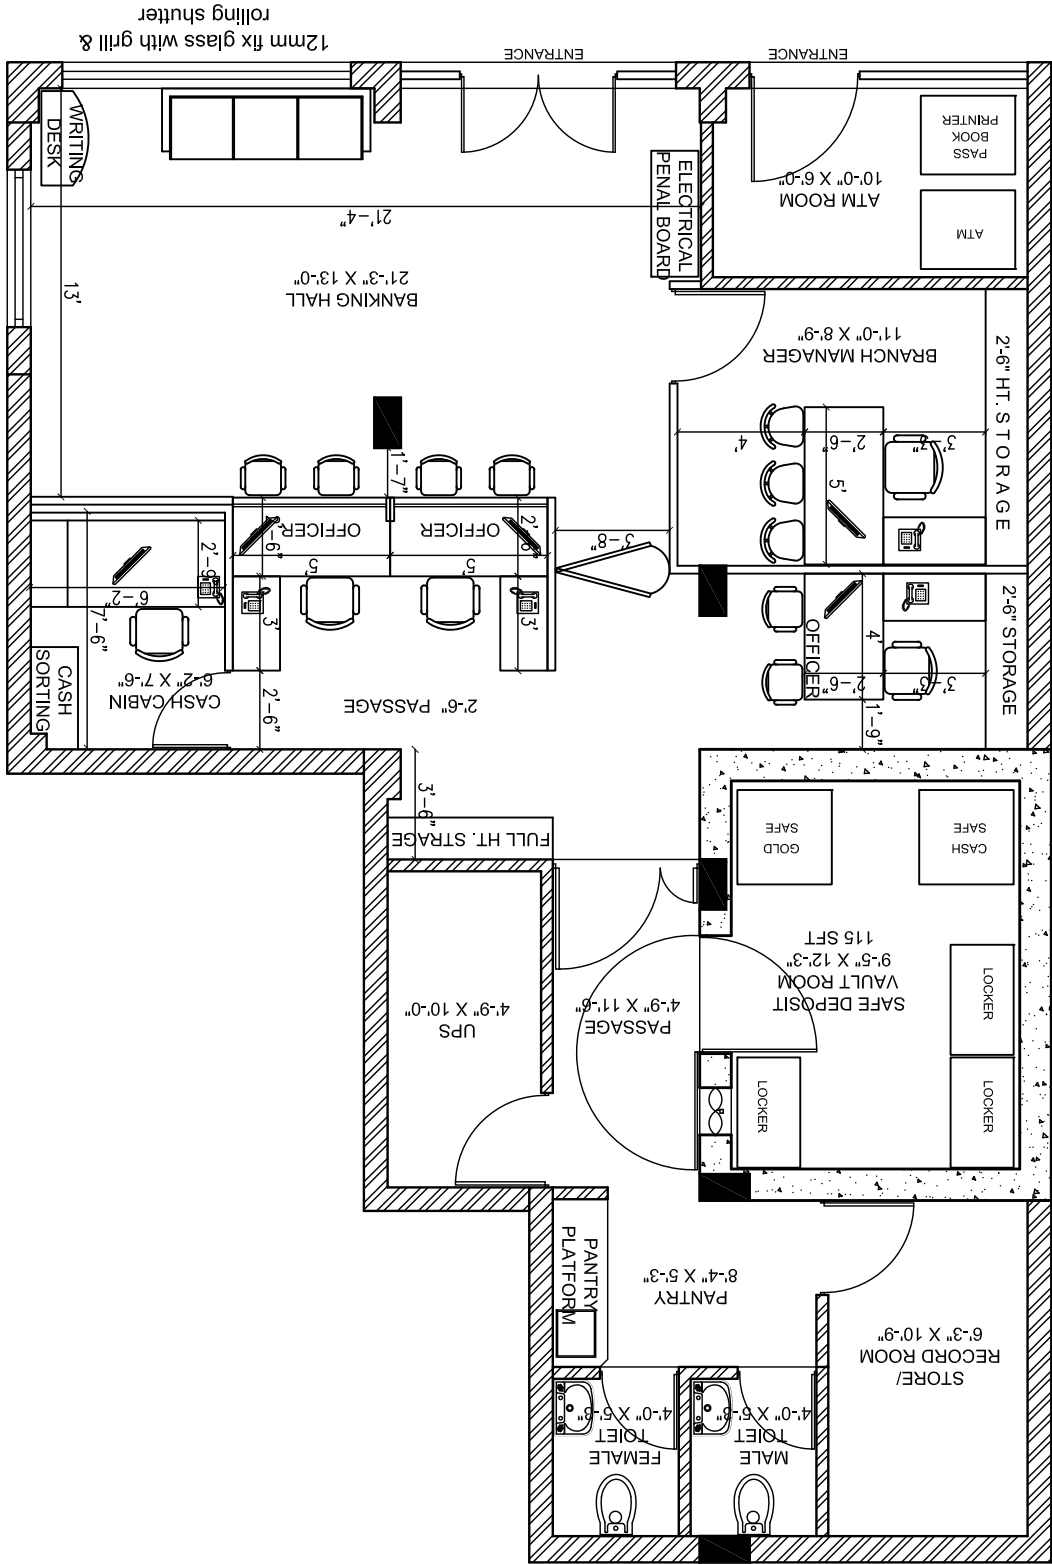 12mm fix glass with grill &
rolling shutter
ENTRANCE
ENTRANCE
WRITING
DESK
ELECTRICAL
PENAL BOARD
PASS
BOOK
PRINTER
ATM
ATM ROOM
10'-0" X 6'-0"
21'-4"
13'
BANKING HALL
21'-3" X 13'-0"
BRANCH MANAGER
11'-0" X 8'-9"
2'-6" HT. STORAGE
3'-3"
2'-6"
4'
5'
1'-7"
OFFICER
OFFICER
2'-6"
2'-6"
5'
5'
3'
3'
3'-8"
2'-9"
6'-2"
7'-6"
CASH
SORTING
CASH CABIN
6'-2" X 7'-6"
2'-6"
2'-6" PASSAGE
OFFICER
4'
3'-3"
2'-6"
1'-9"
2'-6" STORAGE
3'-6"
FULL HT. STRAGE
GOLD
SAFE
CASH
SAFE
SAFE DEPOSIT
VAULT ROOM
9'-5" X 12'-3"
115 SFT
LOCKER
LOCKER
LOCKER
UPS
4'-9" X 10'-0"
PASSAGE
4'-9" X 11'-6"
PANTRY
PLATFORM
PANTRY
8'-4" X 5'-3"
STORE/
RECORD ROOM
6'-3" X 10'-9"
FEMALE
TOIET
4'-0" X 5'-3"
MALE
TOIET
4'-0" X 5'-3"